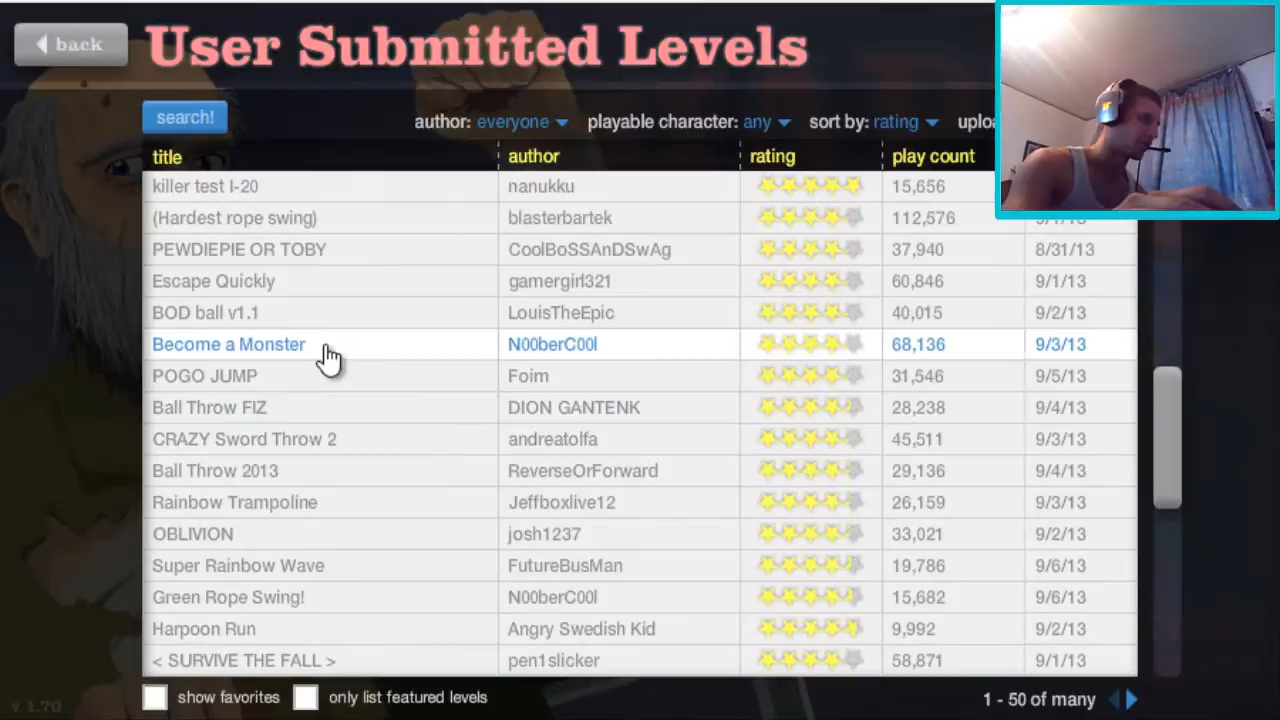 back
User Submitted Levels
search!
author: everyone playable character: any sort by: rating
title author rating play count
killer test I-20 nanukku 15,656
(Hardest rope swing) blasterbartek 112,576
PEWDIEPIE OR TOBY CoolBoSSAnDSwAg 37,940 8/31/13
Escape Quickly gamergirl321 60,846 9/1/13
BOD ball v1.1 LouisTheEpic 40,015 9/2/13
Become a Monster N00berC00l 68,136 9/3/13
POGO JUMP Foim 31,546 9/5/13
Ball Throw FIZ DION GANTENK 28,238 9/4/13
CRAZY Sword Throw 2 andreatolfa 45,511 9/3/13
Ball Throw 2013 ReverseOrForward 29,136 9/4/13
Rainbow Trampoline Jeffboxlive12 26,159 9/3/13
OBLIVION josh1237 33,021 9/2/13
Super Rainbow Wave FutureBusMan 19,786 9/6/13
Green Rope Swing! N00berC00l 15,682 9/6/13
Harpoon Run Angry Swedish Kid 9,992 9/2/13
< SURVIVE THE FALL > pen1slicker 58,871 9/1/13
show favorites only list featured levels 1 - 50 of many
v 1.70